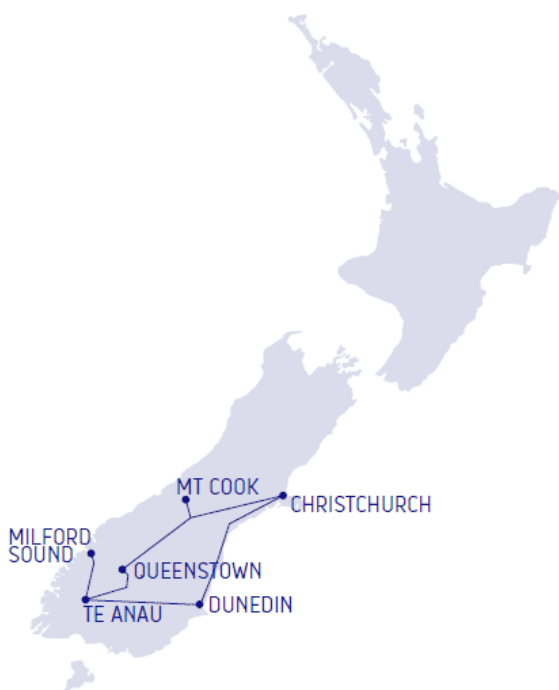 MT COOK
CHRISTCHURCH
MILFORD
SOUND
QUEENSTOWN
TE ANAU
DUNEDIN